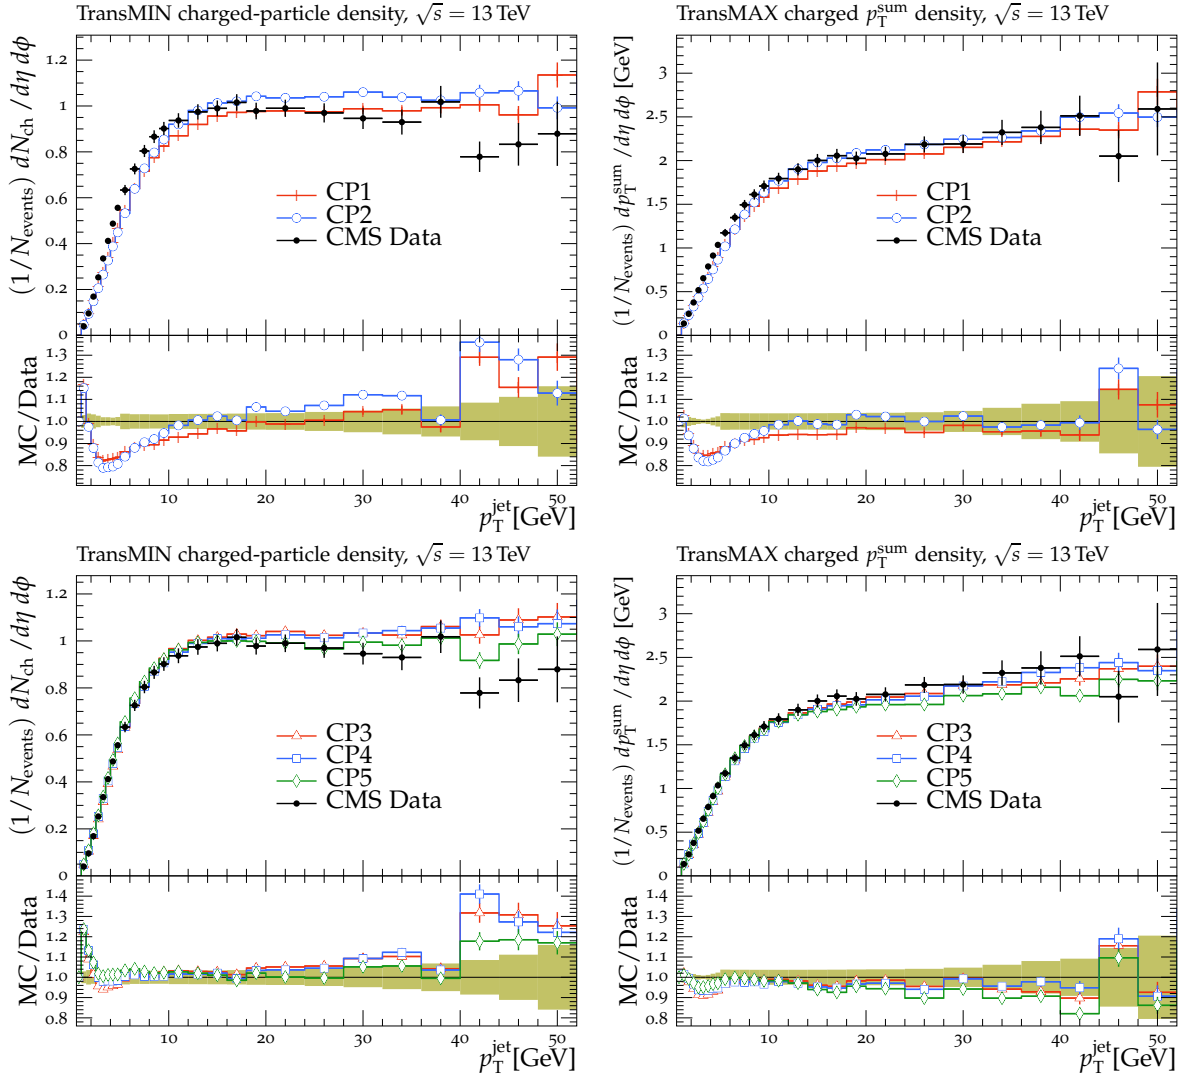 TransMIN charged-particle density, √s = 13 TeV
(1/N_events) dN_ch/dη dϕ
1.2
1
0.8
0.6
0.4
0.2
0
CP1
CP2
CMS Data
MC/Data
1.3
1.2
1.1
1.0
0.9
0.8
10 20 30 40 50
p_T^jet [GeV]
TransMAX charged p_T^sum density, √s = 13 TeV
(1/N_events) dp_T^sum/dη dϕ [GeV]
3
2.5
2
1.5
1
0.5
0
CP1
CP2
CMS Data
MC/Data
1.3
1.2
1.1
1.0
0.9
0.8
10 20 30 40 50
p_T^jet [GeV]
TransMIN charged-particle density, √s = 13 TeV
(1/N_events) dN_ch/dη dϕ
1.2
1
0.8
0.6
0.4
0.2
0
CP3
CP4
CP5
CMS Data
MC/Data
1.4
1.3
1.2
1.1
1.0
0.9
0.8
10 20 30 40 50
p_T^jet [GeV]
TransMAX charged p_T^sum density, √s = 13 TeV
(1/N_events) dp_T^sum/dη dϕ [GeV]
3
2.5
2
1.5
1
0.5
0
CP3
CP4
CP5
CMS Data
MC/Data
1.4
1.3
1.2
1.1
1.0
0.9
0.8
10 20 30 40 50
p_T^jet [GeV]